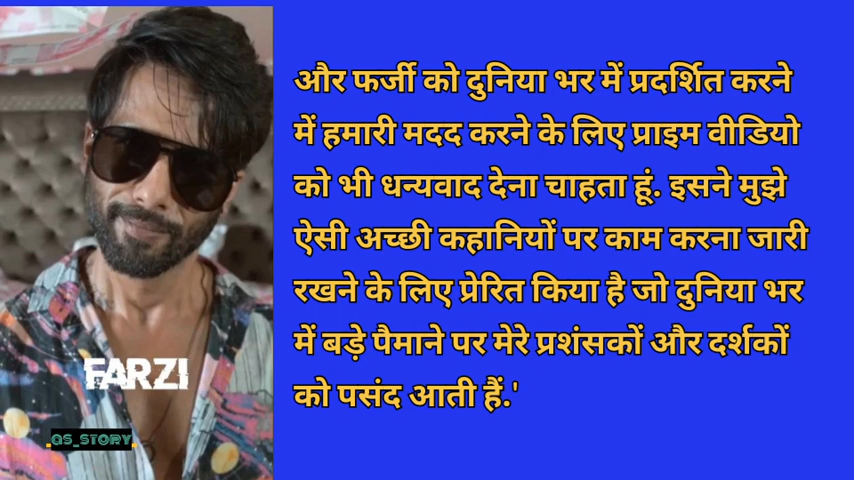 और फर्जी को दुनिया भर में प्रदर्शित करने
में हमारी मदद करने के लिए प्राइम वीडियो
को भी धन्यवाद देना चाहता हूं. इसने मुझे
ऐसी अच्छी कहानियों पर काम करना जारी
रखने के लिए प्रेरित किया है जो दुनिया भर
में बड़े पैमाने पर मेरे प्रशंसकों और दर्शकों
को पसंद आती हैं.'
FARZI
QS_STORY